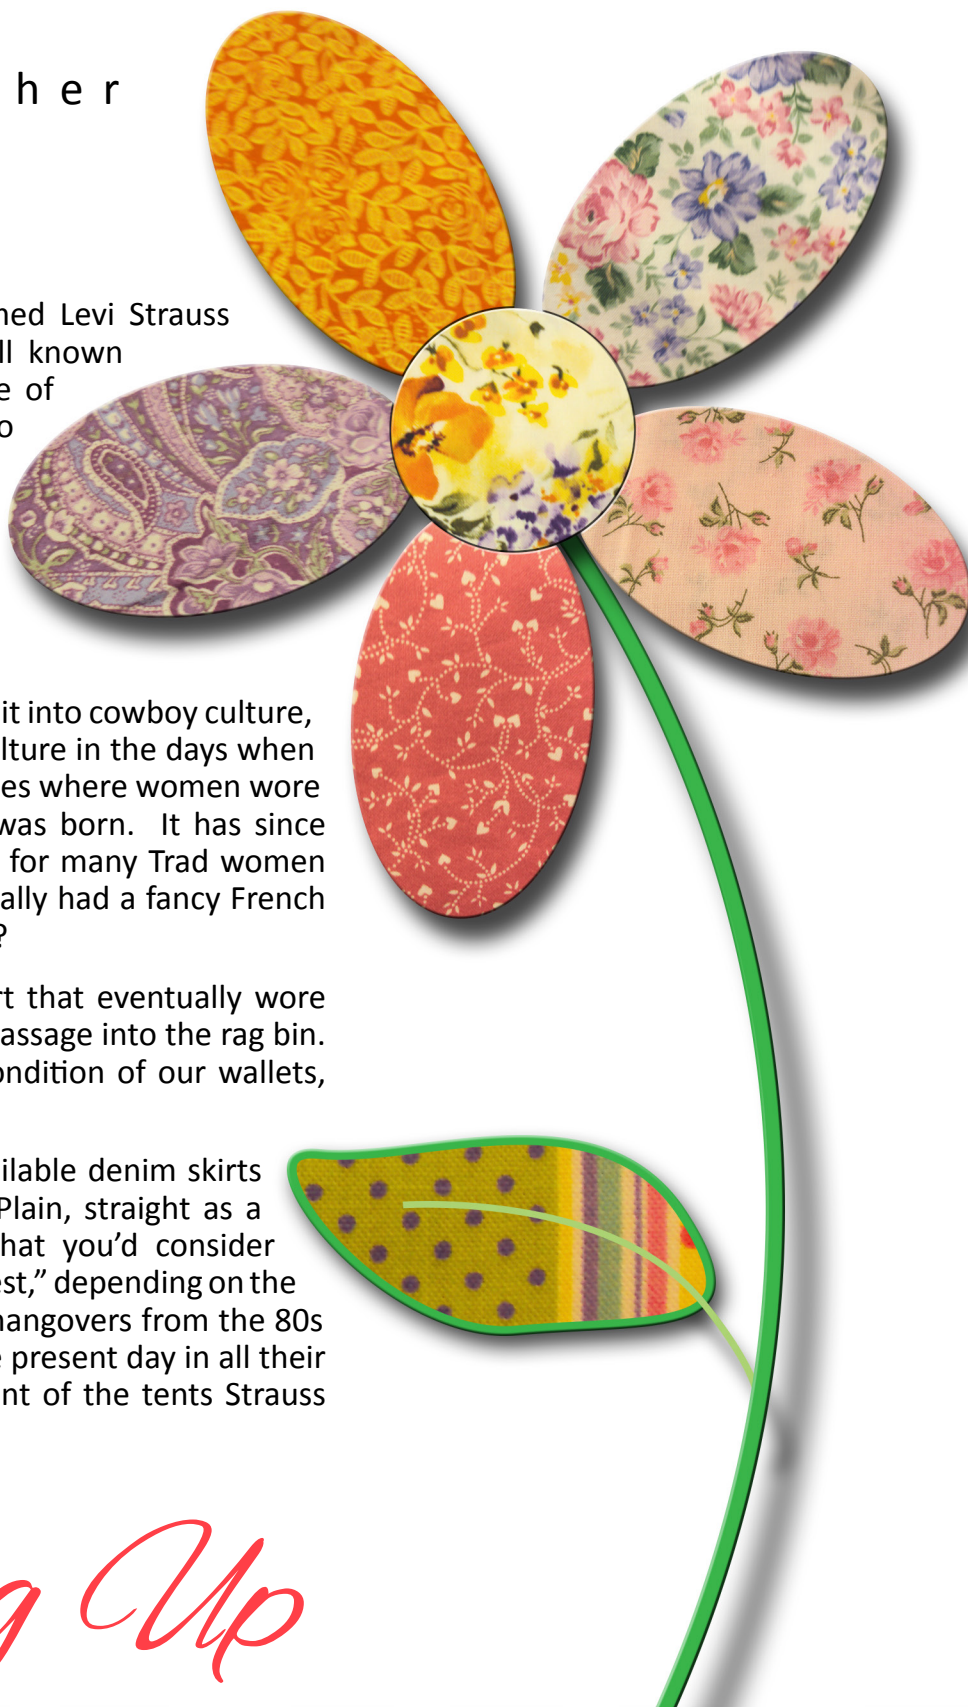 h e r
ned Levi Strauss
ll known
e of
o
it into cowboy culture,
lture in the days when
es where women wore
was born. It has since
for many Trad women
ally had a fancy French
?
rt that eventually wore
assage into the rag bin.
ondition of our wallets,
ilable denim skirts
Plain, straight as a
hat you’d consider
est,” depending on the
hangovers from the 80s
e present day in all their
nt of the tents Strauss
g Up